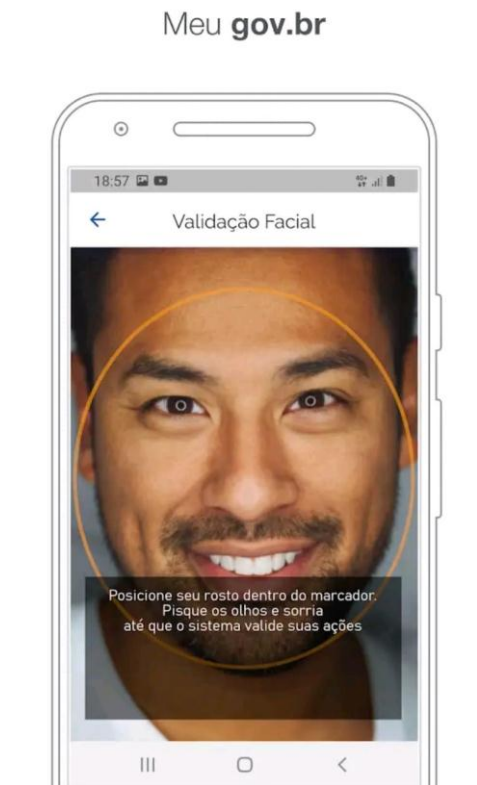 Meu gov.br
18:57
4G+
Validação Facial
Posicione seu rosto dentro do marcador.
Pisque os olhos e sorria
até que o sistema valide suas ações